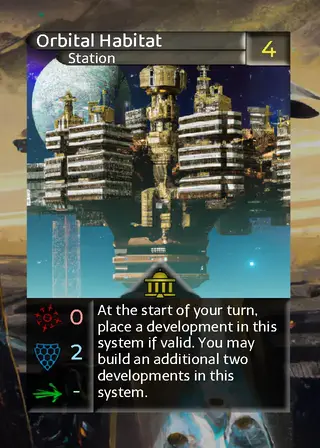 Orbital Habitat
4
Station
0
2
-
At the start of your turn,
place a development in this
system if valid. You may
build an additional two
developments in this
system.